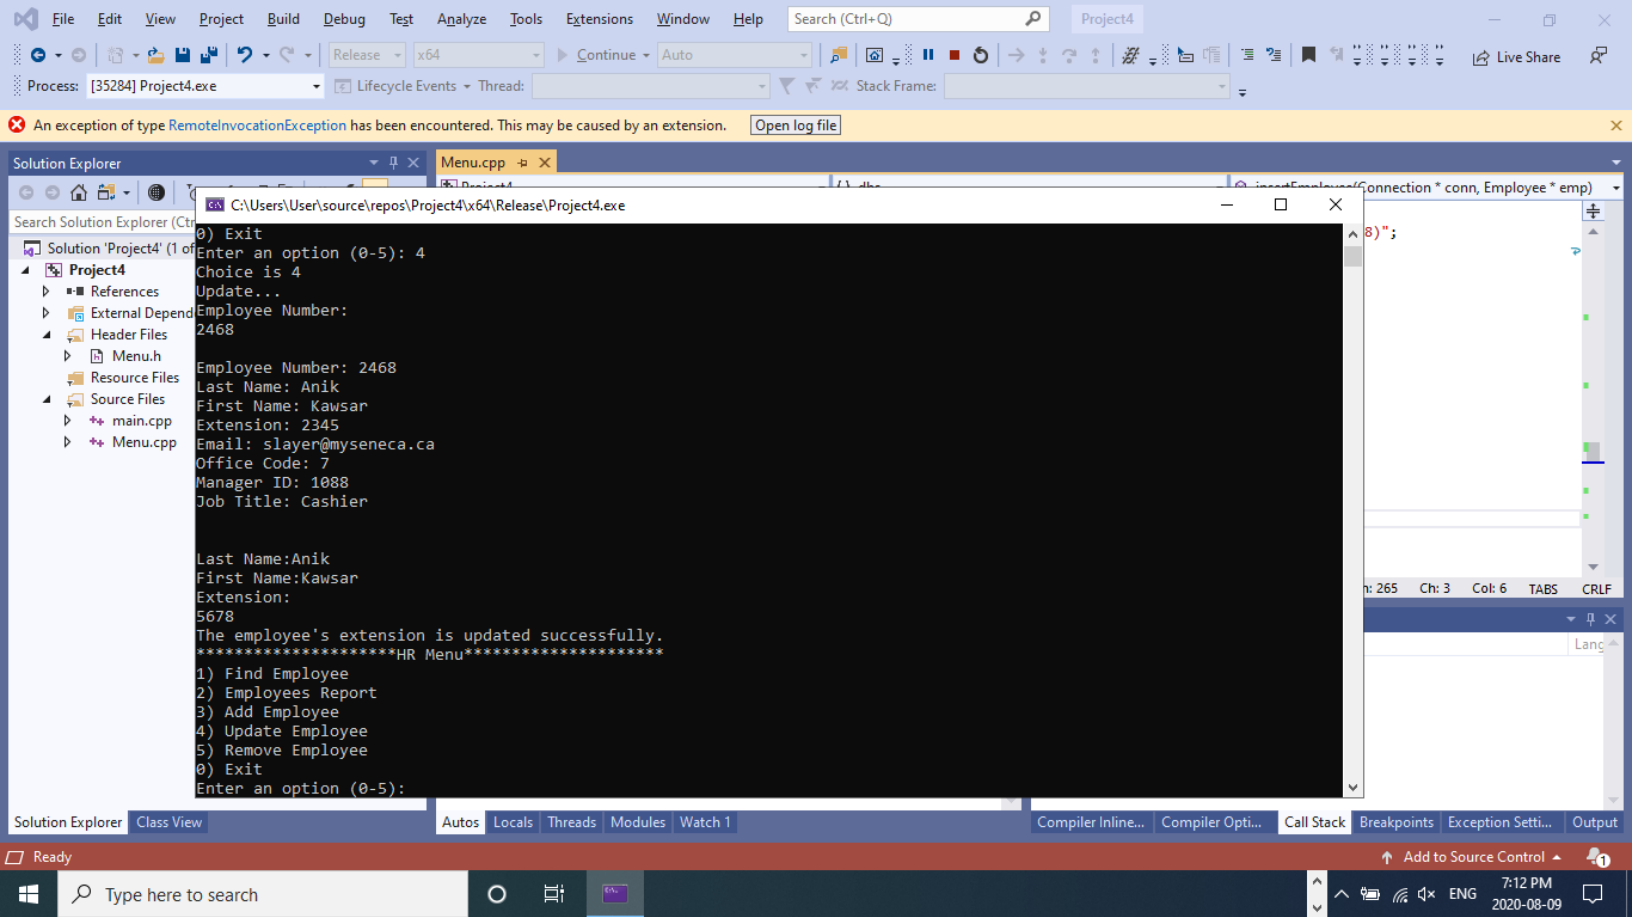 File Edit View Project Build Debug Test Analyze Tools Extensions Window Help Search (Ctrl+Q) Project4
Release x64 Continue Auto Live Share
Process: [35284] Project4.exe Lifecycle Events Thread: Stack Frame:
An exception of type RemoteInvocationException has been encountered. This may be caused by an extension. Open log file
Solution Explorer Menu.cpp
Project4 {} dbs insertEmployee(Connection * conn, Employee * emp)
Search Solution Explorer (Ctr
Solution 'Project4' (1 of
Project4
References
External Depend
Header Files
Menu.h
Resource Files
Source Files
main.cpp
Menu.cpp
8)";
C:\Users\User\source\repos\Project4\x64\Release\Project4.exe
0) Exit
Enter an option (0-5): 4
Choice is 4
Update...
Employee Number:
2468
Employee Number: 2468
Last Name: Anik
First Name: Kawsar
Extension: 2345
Email: slayer@myseneca.ca
Office Code: 7
Manager ID: 1088
Job Title: Cashier
Last Name:Anik
First Name:Kawsar
Extension:
5678
The employee's extension is updated successfully.
*********************HR Menu*********************
1) Find Employee
2) Employees Report
3) Add Employee
4) Update Employee
5) Remove Employee
0) Exit
Enter an option (0-5):
n: 265 Ch: 3 Col: 6 TABS CRLF
Lang
Solution Explorer Class View Autos Locals Threads Modules Watch 1 Compiler Inline... Compiler Opti... Call Stack Breakpoints Exception Setti... Output
Ready Add to Source Control 1
Type here to search ENG 7:12 PM
2020-08-09